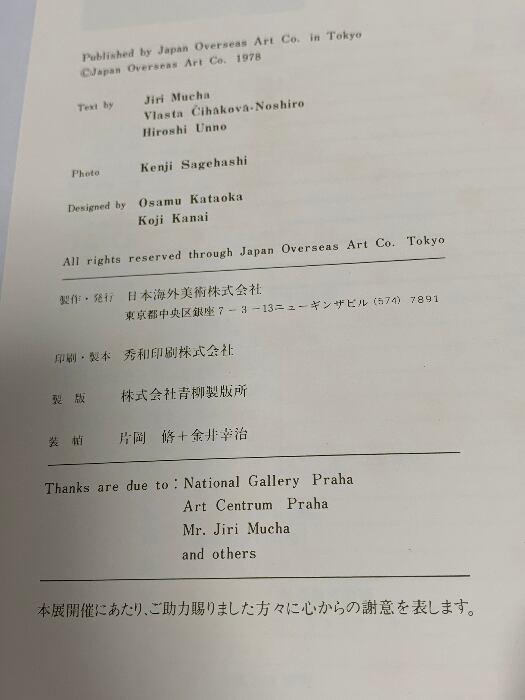 Published by Japan Overseas Art Co. in Tokyo
©Japan Overseas Art Co. 1978
Text by Jiri Mucha
Vlasta Čihákova-Noshiro
Hiroshi Unno
Photo Kenji Sagehashi
Designed by Osamu Kataoka
Koji Kanai
All rights reserved through Japan Overseas Art Co. Tokyo
製作・発行 日本海外美術株式会社
東京都中央区銀座7-3-13ニューギンザビル (574) 7891
印刷・製本 秀和印刷株式会社
製 版 株式会社青柳製版所
装 幀 片岡 脩+金井幸治
Thanks are due to : National Gallery Praha
Art Centrum Praha
Mr. Jiri Mucha
and others
本展開催にあたり、ご助力賜りました方々に心からの謝意を表します。